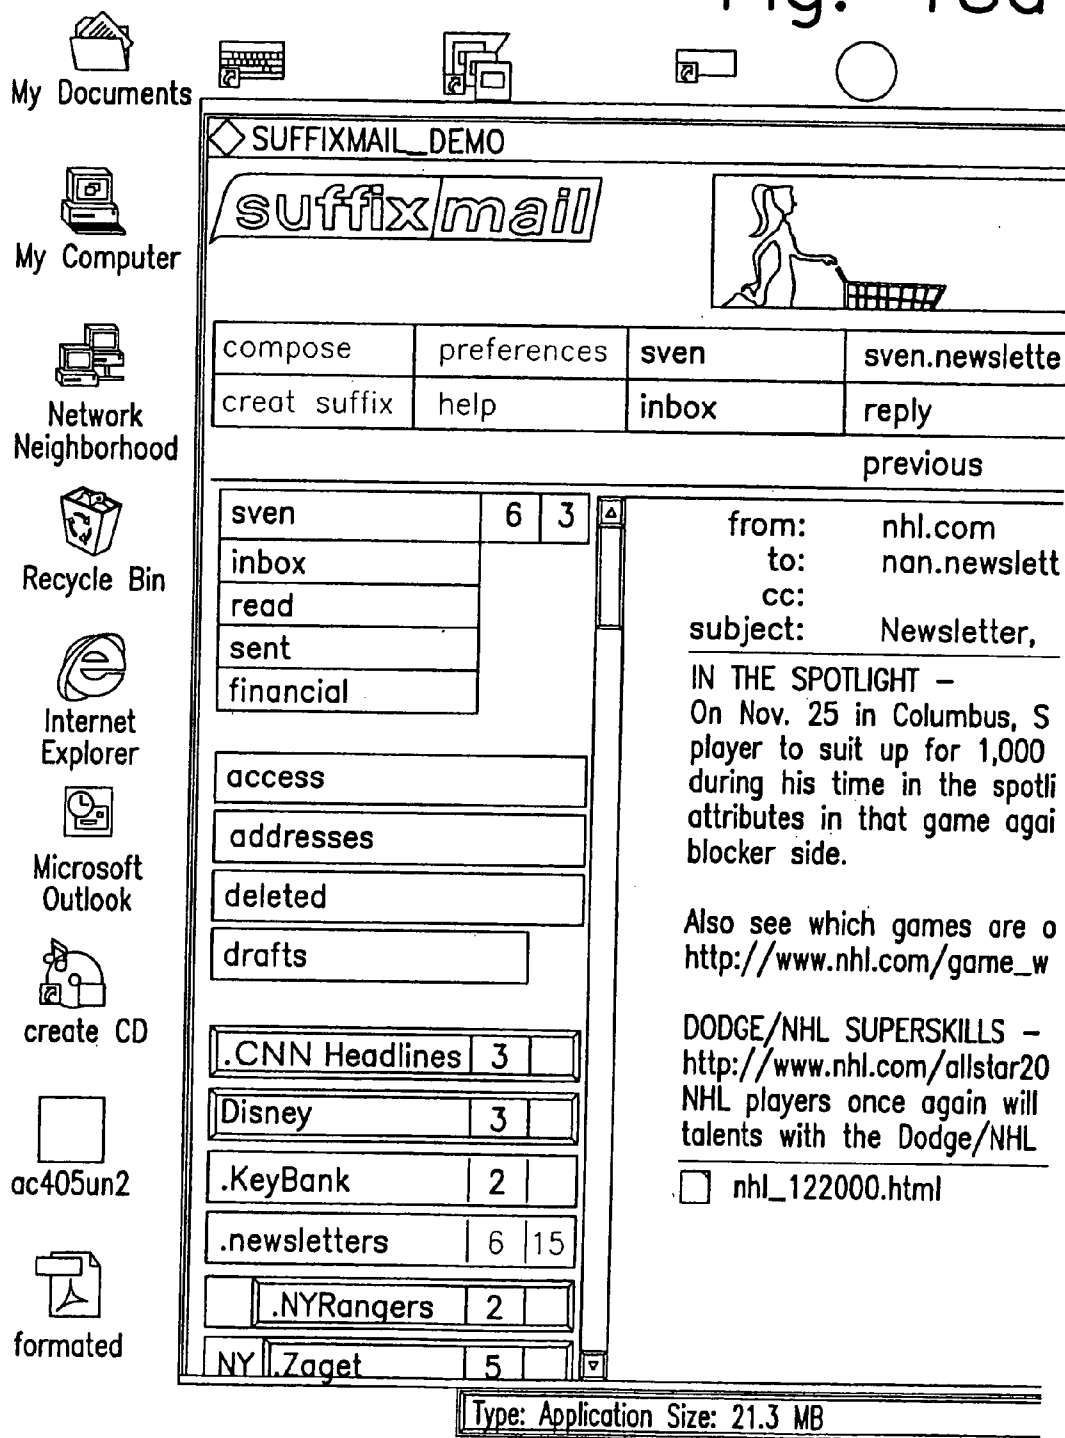 Fig. 18a
My Documents
SUFFIXMAIL_DEMO
suffix mail
My Computer
compose preferences sven sven.newslette
creat suffix help inbox reply
previous
Network
Neighborhood
sven 6 3
inbox
read
sent
financial
Recycle Bin
from: nhl.com
to: nan.newslett
cc:
subject: Newsletter,
IN THE SPOTLIGHT –
On Nov. 25 in Columbus, S
player to suit up for 1,000
during his time in the spotli
attributes in that game agai
blocker side.
Also see which games are o
http://www.nhl.com/game_w
DODGE/NHL SUPERSKILLS –
http://www.nhl.com/allstar20
NHL players once again will
talents with the Dodge/NHL
nhl_122000.html
Internet
Explorer
access
addresses
deleted
drafts
Microsoft
Outlook
create CD
.CNN Headlines 3
Disney 3
.KeyBank 2
.newsletters 6 15
.NYRangers 2
NY .Zaget 5
ac405un2
formated
Type: Application Size: 21.3 MB